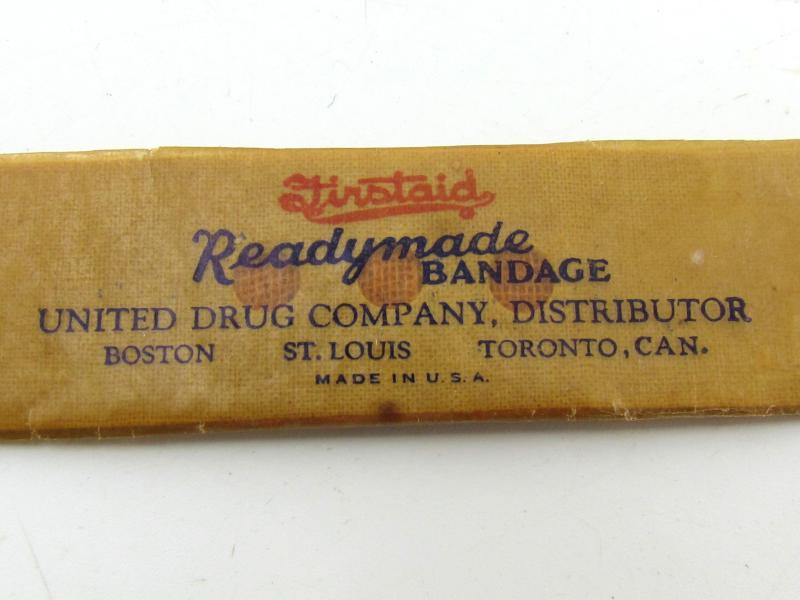 Firstaid
Readymade
BANDAGE
UNITED DRUG COMPANY, DISTRIBUTOR
BOSTON ST. LOUIS TORONTO, CAN.
MADE IN U.S.A.